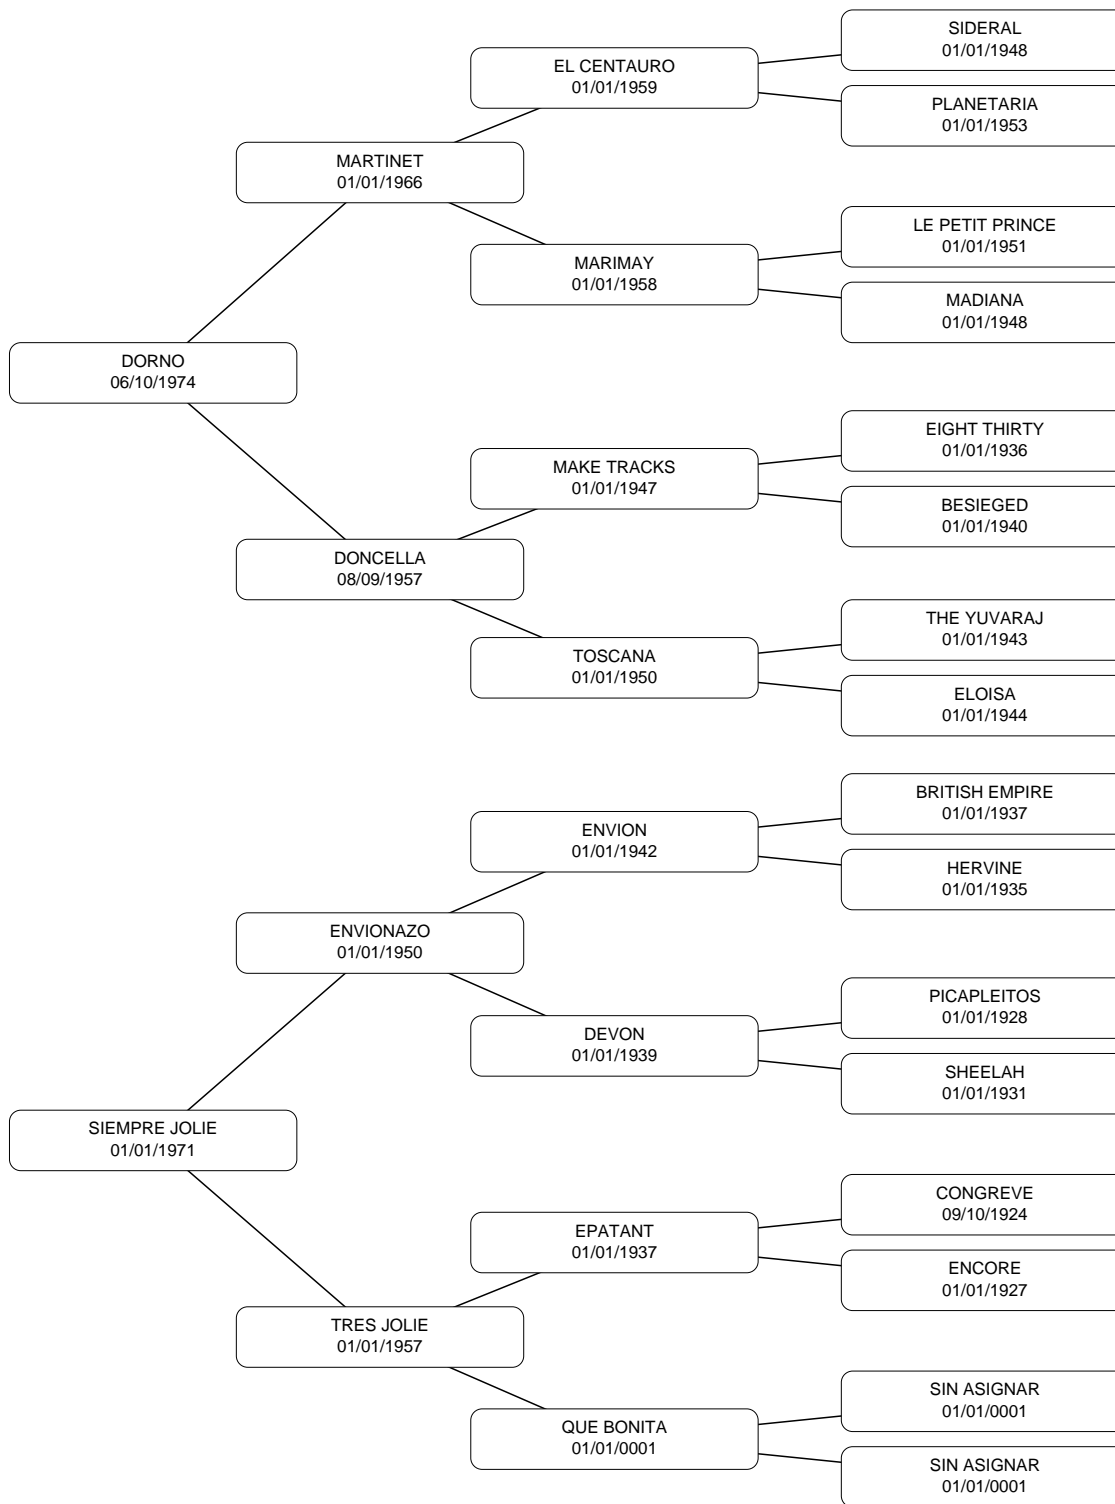 SIDERAL
01/01/1948
EL CENTAURO
01/01/1959
PLANETARIA
01/01/1953
MARTINET
01/01/1966
LE PETIT PRINCE
01/01/1951
MARIMAY
01/01/1958
MADIANA
01/01/1948
DORNO
06/10/1974
EIGHT THIRTY
01/01/1936
MAKE TRACKS
01/01/1947
BESIEGED
01/01/1940
DONCELLA
08/09/1957
THE YUVARAJ
01/01/1943
TOSCANA
01/01/1950
ELOISA
01/01/1944
BRITISH EMPIRE
01/01/1937
ENVION
01/01/1942
HERVINE
01/01/1935
ENVIONAZO
01/01/1950
PICAPLEITOS
01/01/1928
DEVON
01/01/1939
SHEELAH
01/01/1931
SIEMPRE JOLIE
01/01/1971
CONGREVE
09/10/1924
EPATANT
01/01/1937
ENCORE
01/01/1927
TRES JOLIE
01/01/1957
SIN ASIGNAR
01/01/0001
QUE BONITA
01/01/0001
SIN ASIGNAR
01/01/0001